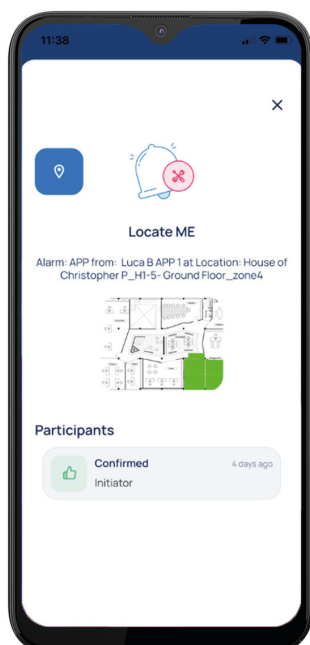 11:38
Locate ME
Alarm: APP from: Luca B APP 1 at Location: House of
Christopher P_H1-5- Ground Floor_zone4
Participants
Confirmed
4 days ago
Initiator